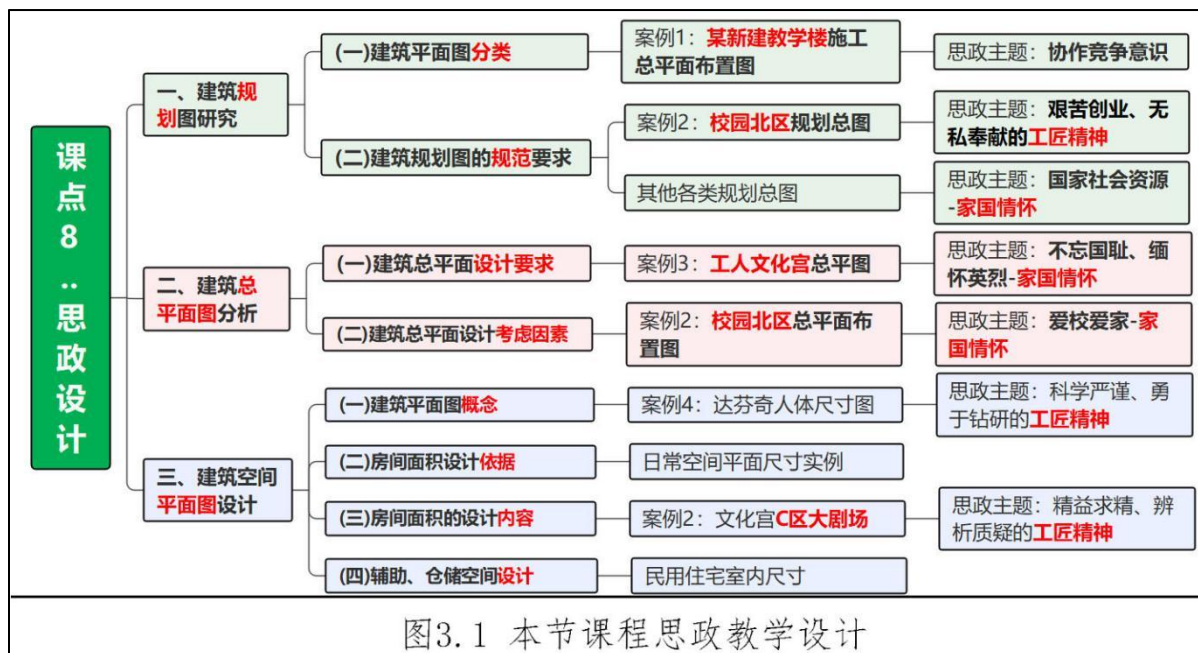 课
点
8
:
思
政
设
计
一、建筑规
划图研究
(一)建筑平面图分类
案例1：某新建教学楼施工
总平面布置图
思政主题：协作竞争意识
(二)建筑规划图的规范要求
案例2：校园北区规划总图
思政主题：艰苦创业、无
私奉献的工匠精神
其他各类规划总图
思政主题：国家社会资源
-家国情怀
二、建筑总
平面图分析
(一)建筑总平面设计要求
案例3：工人文化宫总平图
思政主题：不忘国耻、缅
怀英烈-家国情怀
(二)建筑总平面设计考虑因素
案例2：校园北区总平面布
置图
思政主题：爱校爱家-家
国情怀
三、建筑空间
平面图设计
(一)建筑平面图概念
案例4：达芬奇人体尺寸图
思政主题：科学严谨、勇
于钻研的工匠精神
(二)房间面积设计依据
日常空间平面尺寸实例
(三)房间面积的设计内容
案例2：文化宫C区大剧场
思政主题：精益求精、辨
析质疑的工匠精神
(四)辅助、仓储空间设计
民用住宅室内尺寸
图3.1 本节课程思政教学设计